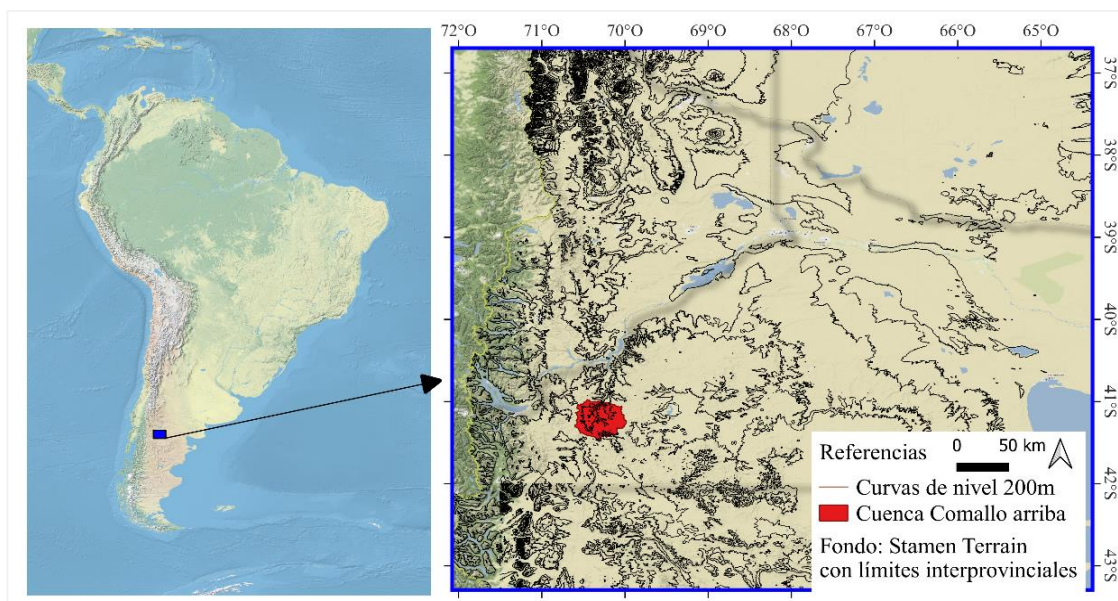 72°O 71°O 70°O 69°O 68°O 67°O 66°O 65°O
37°S
38°S
39°S
40°S
41°S
42°S
43°S
Referencias
0 50 km
Curvas de nivel 200m
Cuenca Comallo arriba
Fondo: Stamen Terrain
con límites interprovinciales